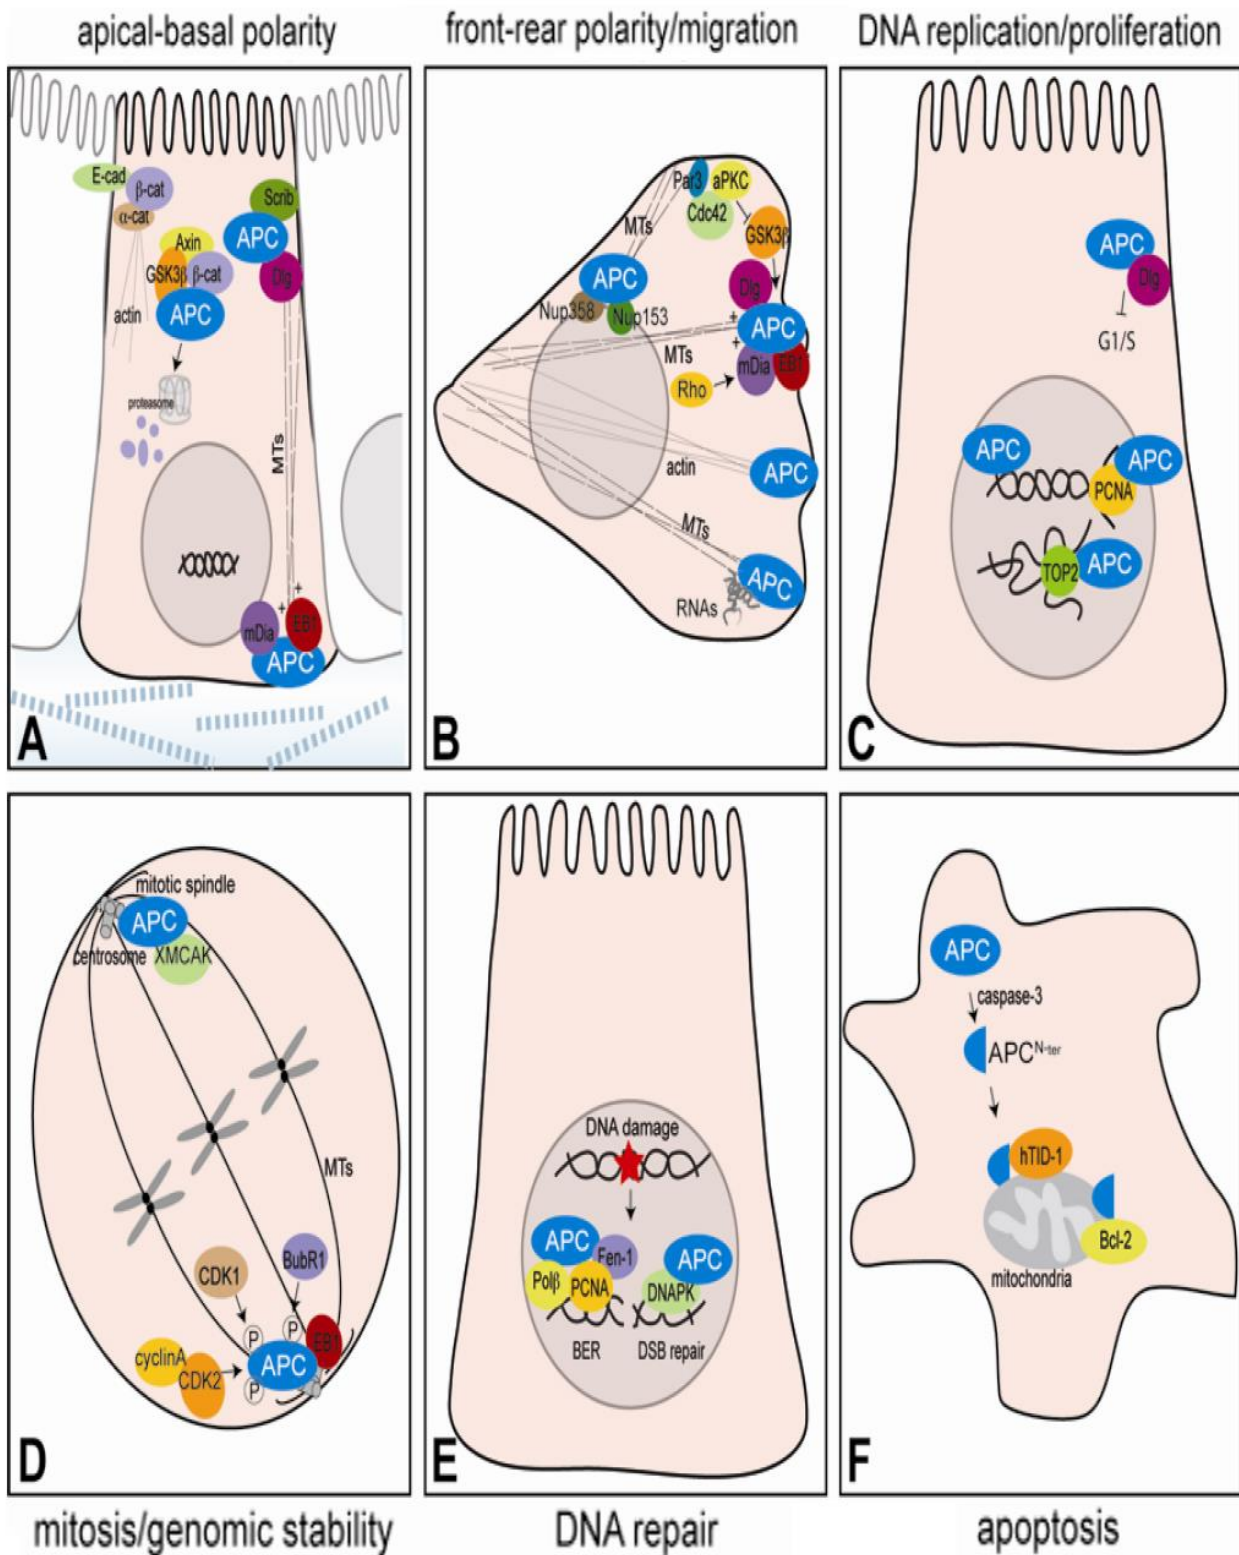 apical-basal polarity
front-rear polarity/migration
DNA replication/proliferation
E-cad
β-cat
α-cat
Scrib
APC
Axin
GSK3β
β-cat
Dlg
actin
APC
proteasome
MTs
+
+
mDia
EB1
APC
A
Par3
aPKC
Cdc42
MTs
GSK3β
APC
Dlg
Nup358
Nup153
+
APC
+
MTs
mDia
EB1
Rho
actin
APC
MTs
APC
RNAs
B
APC
Dlg
G1/S
APC
APC
PCNA
TOP2
APC
C
mitotic spindle
APC
centrosome
XMCAK
MTs
BubR1
CDK1
P
P
EB1
cyclinA
CDK2
APC
P
D
DNA damage
APC
Fen-1
APC
Polβ
PCNA
DNAPK
BER
DSB repair
E
APC
caspase-3
APCᴺ⁻ᵗᵉʳ
hTID-1
Bcl-2
mitochondria
F
mitosis/genomic stability
DNA repair
apoptosis